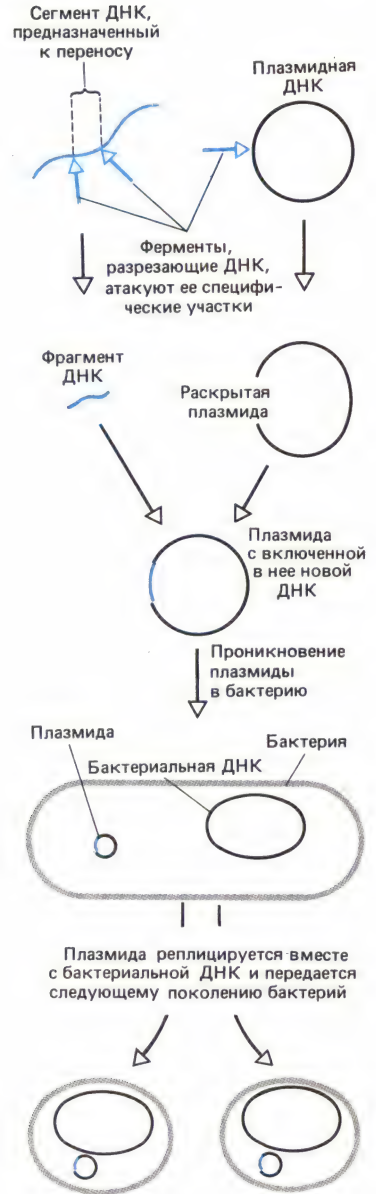 Сегмент ДНК,
предназначенный
к переносу
Плазмидная
ДНК
Ферменты,
разрезающие ДНК,
атакуют ее специфи-
ческие участки
Фрагмент
ДНК
Раскрытая
плазмида
Плазмида
с включенной
в нее новой
ДНК
Проникновение
плазмиды
в бактерию
Плазмида
Бактерия
Бактериальная ДНК
Плазмида реплицируется вместе
с бактериальной ДНК и передается
следующему поколению бактерий